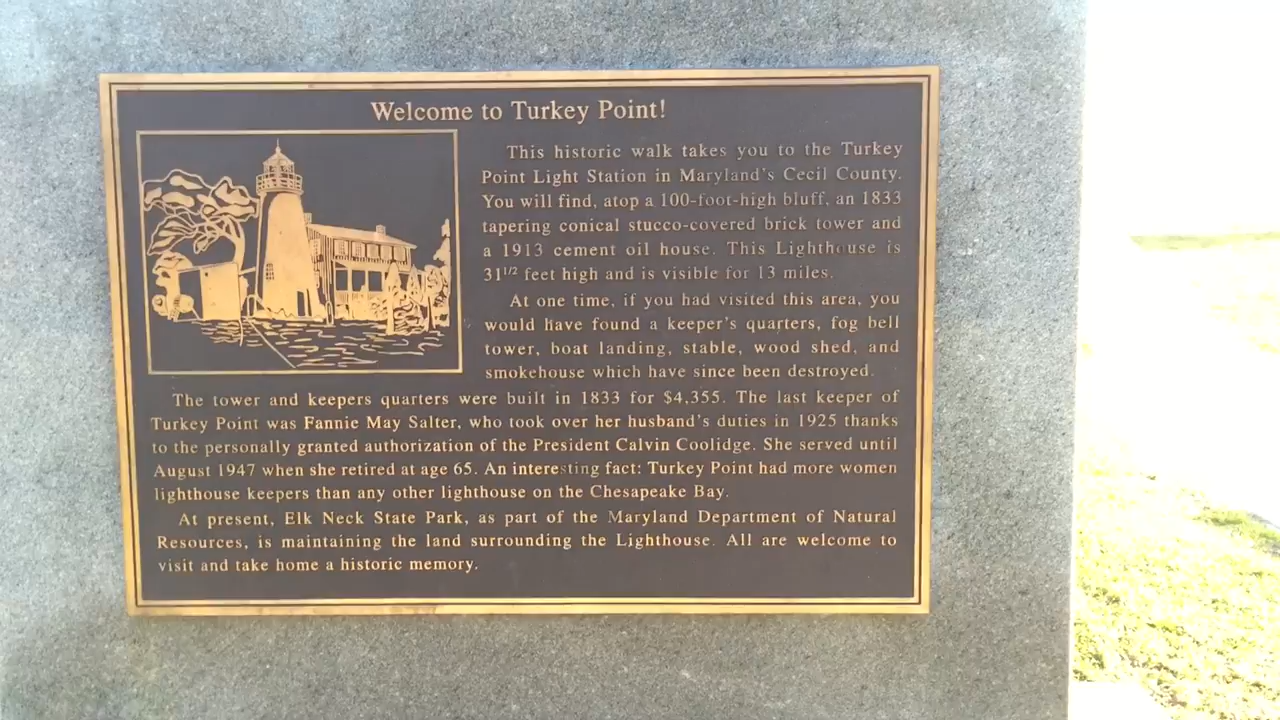 Welcome to Turkey Point!
This historic walk takes you to the Turkey
Point Light Station in Maryland's Cecil County.
You will find, atop a 100-foot-high bluff, an 1833
tapering conical stucco-covered brick tower and
a 1913 cement oil house. This Lighthouse is
31 1/2 feet high and is visible for 13 miles.
At one time, if you had visited this area, you
would have found a keeper's quarters, fog bell
tower, boat landing, stable, wood shed, and
smokehouse which have since been destroyed.
The tower and keepers quarters were built in 1833 for $4,355. The last keeper of
Turkey Point was Fannie May Salter, who took over her husband's duties in 1925 thanks
to the personally granted authorization of the President Calvin Coolidge. She served until
August 1947 when she retired at age 65. An interesting fact: Turkey Point had more women
lighthouse keepers than any other lighthouse on the Chesapeake Bay.
At present, Elk Neck State Park, as part of the Maryland Department of Natural
Resources, is maintaining the land surrounding the Lighthouse. All are welcome to
visit and take home a historic memory.